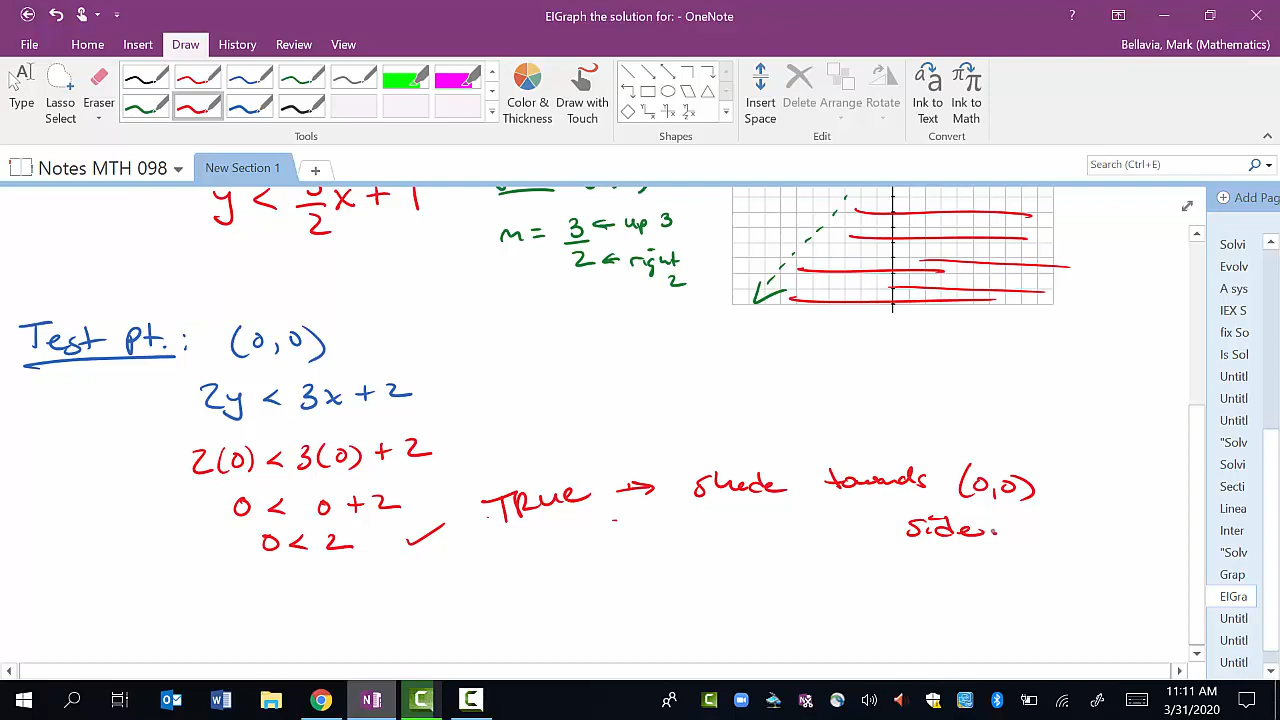 EIGraph the solution for: - OneNote
File Home Insert Draw History Review View
Bellavia, Mark (Mathematics)
Type
Lasso Select
Eraser
Color & Thickness
Draw with Touch
Insert Space
Delete
Arrange
Rotate
Ink to Text
Ink to Math
Tools
Shapes
Edit
Convert
Notes MTH 098
New Section 1
Search (Ctrl+E)
y < 3/2 x + 1
m = 3/2
← up 3
← right 2
Test pt.: (0,0)
2y < 3x + 2
2(0) < 3(0) + 2
0 < 0 + 2
0 < 2 ✓
TRUE → shade towards (0,0)
side.
Add Pag
Solvi
Evolv
A sys
IEX S
fix So
Is Sol
Untitl
Untitl
Untitl
"Solv
Solvi
Secti
Linea
Inter
"Solv
Grap
EIGra
Untitl
Untitl
Untitl
11:11 AM
3/31/2020